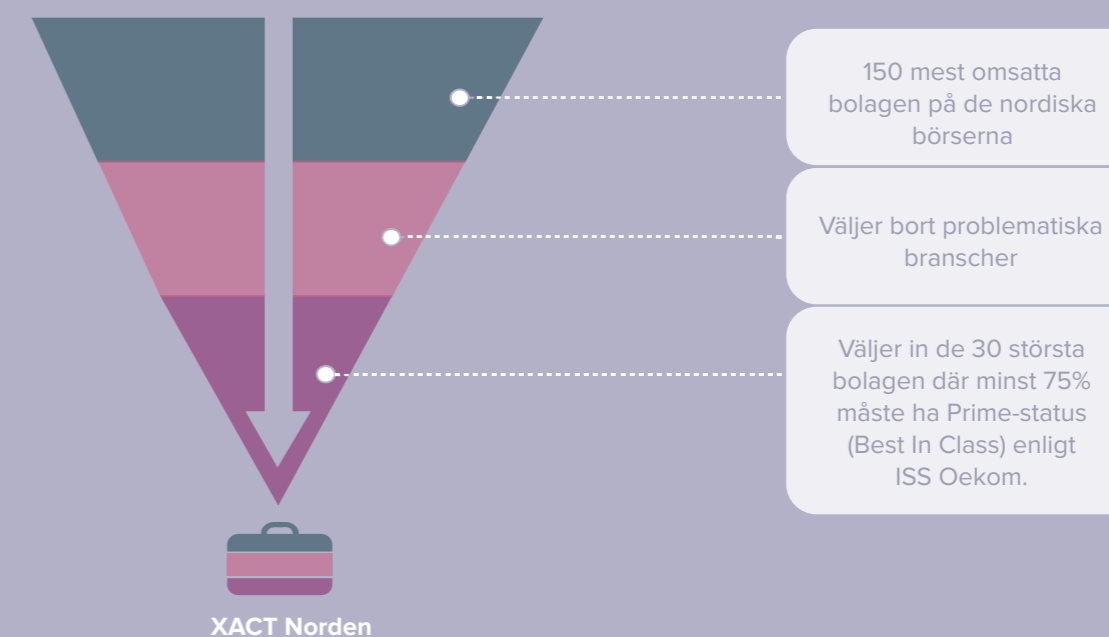 150 mest omsatta
bolagen på de nordiska
börserna
Väljer bort problematiska
branscher
Väljer in de 30 största
bolagen där minst 75%
måste ha Prime-status
(Best In Class) enligt
ISS Oekom.
XACT Norden